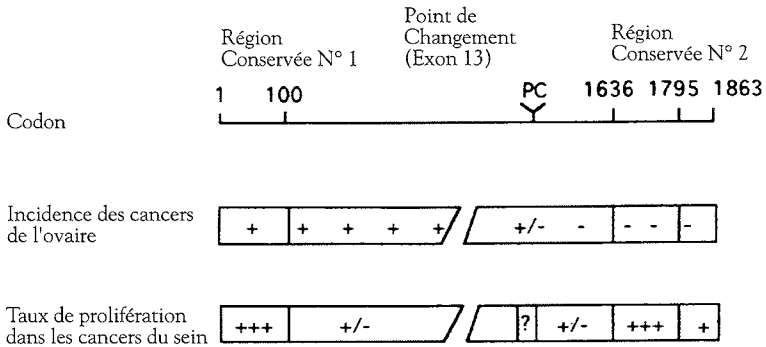 Région
Conservée N° 1
Point de
Changement
(Exon 13)
Région
Conservée N° 2
1 100 PC 1636 1795 1863
Codon
Incidence des cancers
de l'ovaire
+ + + + + +/- - - - -
Taux de prolifération
dans les cancers du sein
+++ +/- ? +/- +++ +